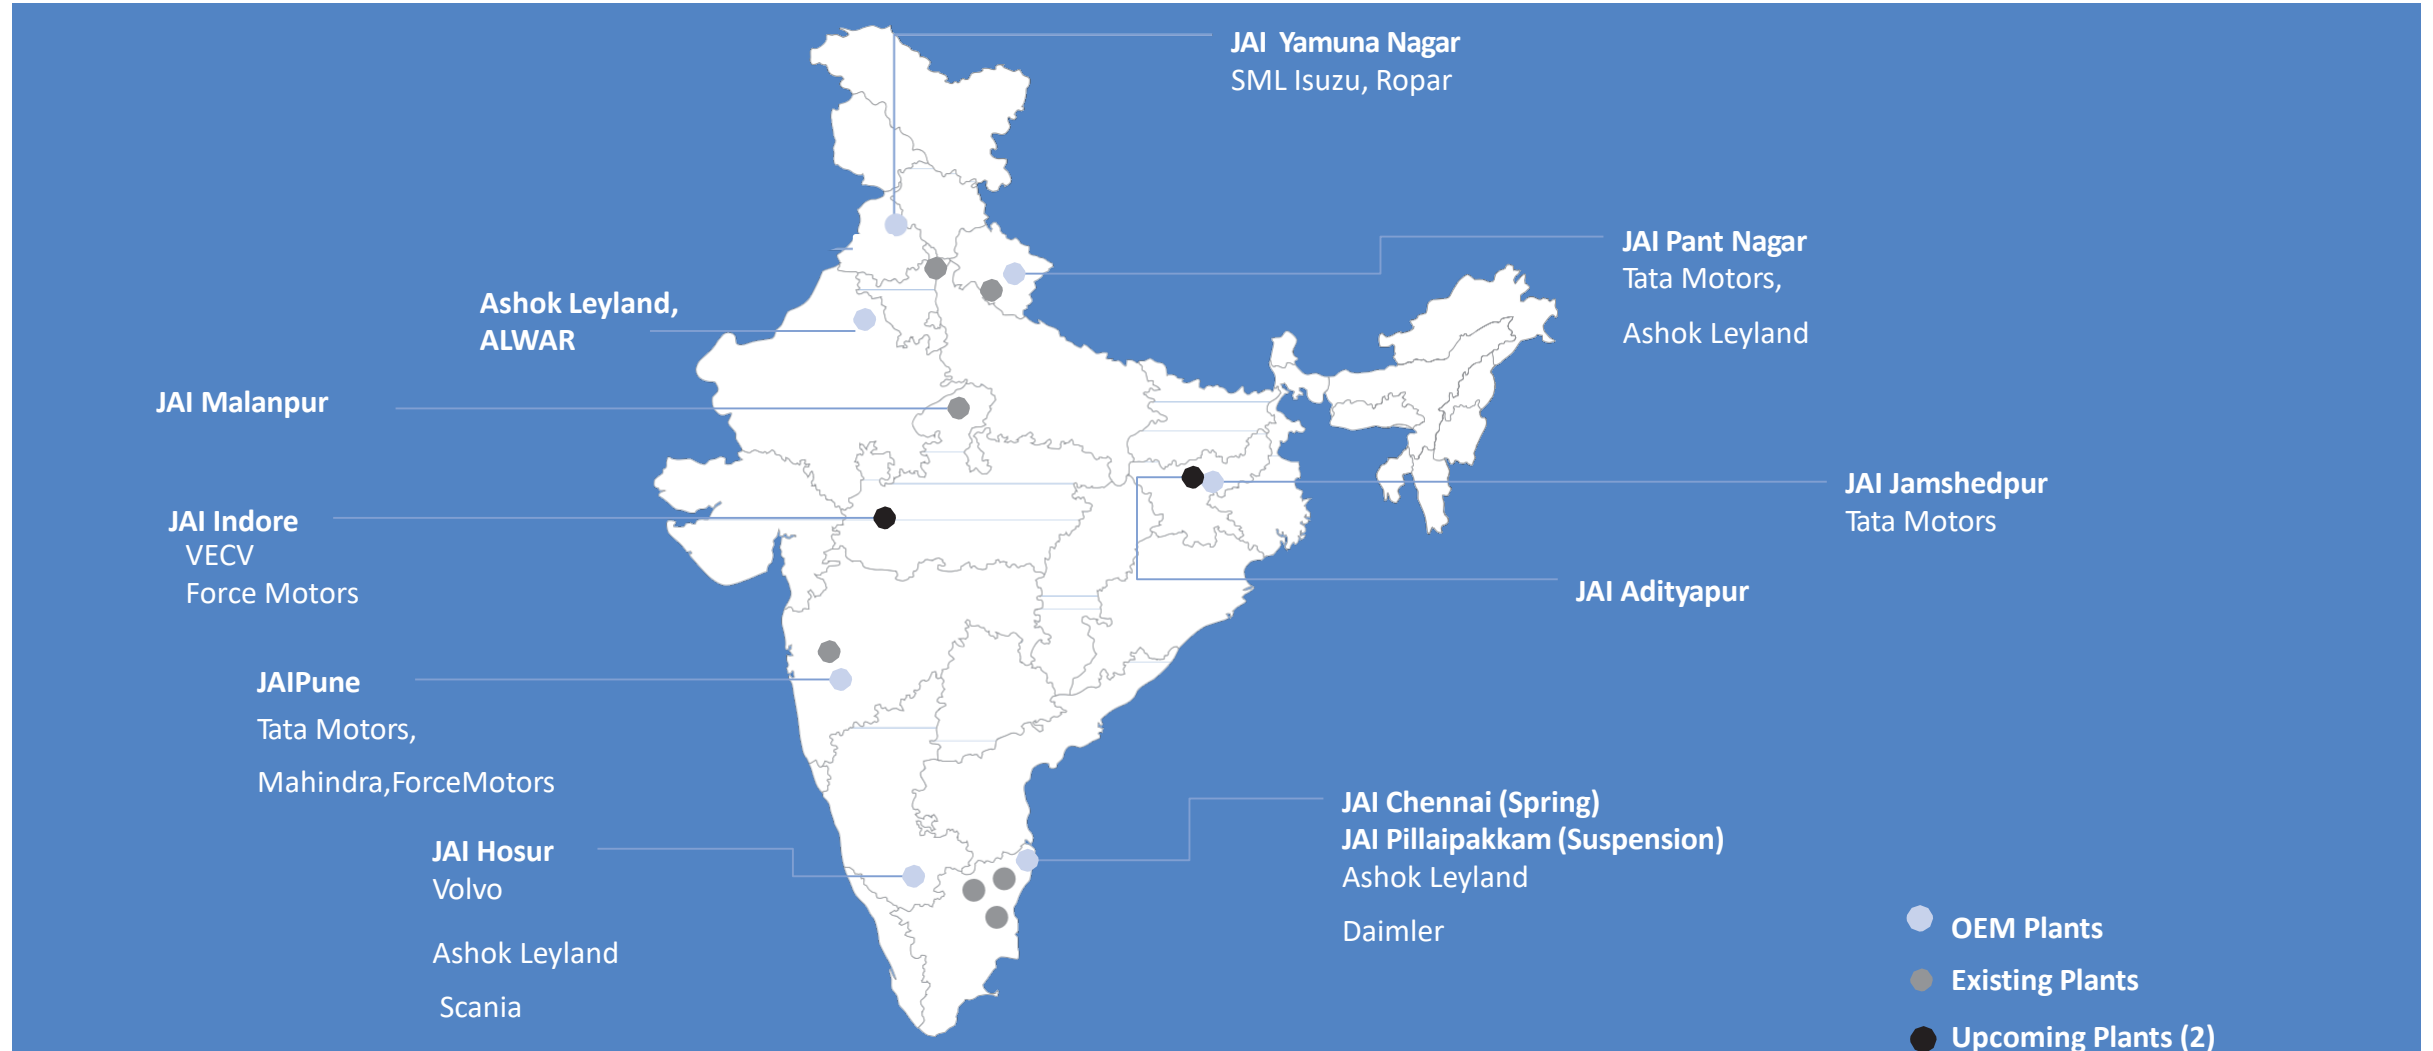 JAI Yamuna Nagar
SML Isuzu, Ropar
JAI Pant Nagar
Tata Motors,
Ashok Leyland
Ashok Leyland,
ALWAR
JAI Malanpur
JAI Jamshedpur
Tata Motors
JAI Indore
VECV
Force Motors
JAI Adityapur
JAIPune
Tata Motors,
Mahindra,ForceMotors
JAI Chennai (Spring)
JAI Pillaipakkam (Suspension)
Ashok Leyland
Daimler
JAI Hosur
Volvo
Ashok Leyland
Scania
OEM Plants
Existing Plants
Upcoming Plants (2)